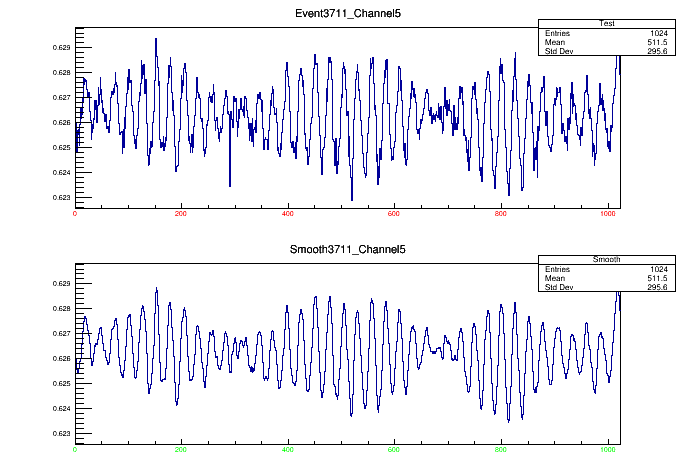 Event3711_Channel5
Test
Entries 1024
Mean 511.5
Std Dev 295.6
0.629
0.628
0.627
0.626
0.625
0.624
0.623
0 200 400 600 800 1000
Smooth3711_Channel5
Smooth
Entries 1024
Mean 511.5
Std Dev 295.6
0.629
0.628
0.627
0.626
0.625
0.624
0.623
0 200 400 600 800 1000